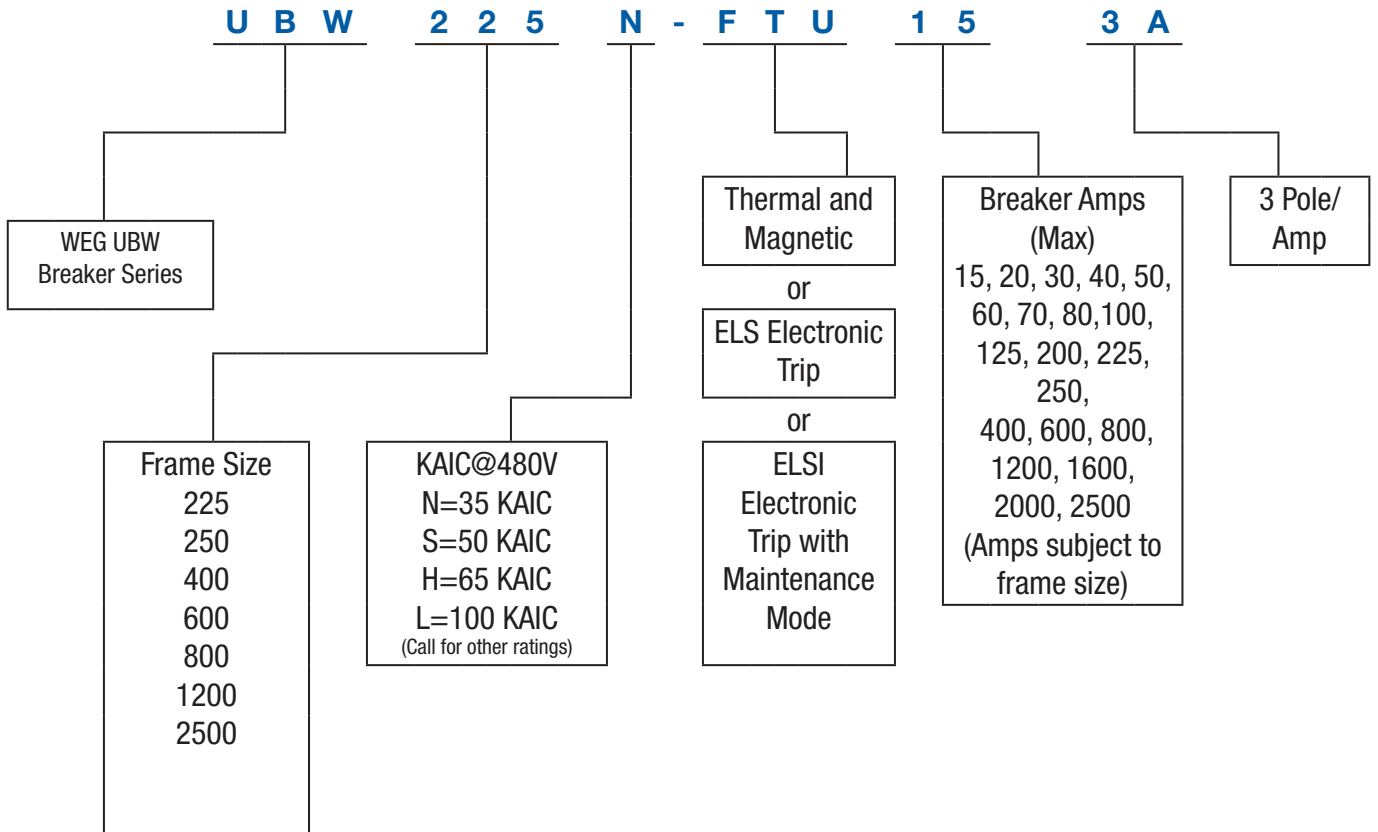 U B W 2 2 5 N - F T U 1 5 3 A
WEG UBW
Breaker Series
Frame Size
225
250
400
600
800
1200
2500
KAIC@480V
N=35 KAIC
S=50 KAIC
H=65 KAIC
L=100 KAIC
(Call for other ratings)
Thermal and
Magnetic
or
ELS Electronic
Trip
or
ELSI
Electronic
Trip with
Maintenance
Mode
Breaker Amps
(Max)
15, 20, 30, 40, 50,
60, 70, 80,100,
125, 200, 225,
250,
400, 600, 800,
1200, 1600,
2000, 2500
(Amps subject to
frame size)
3 Pole/
Amp